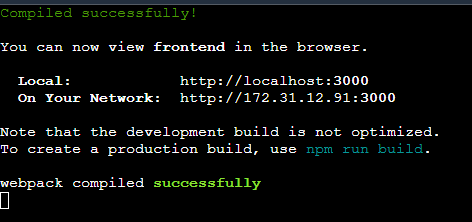 Compiled successfully!
You can now view frontend in the browser.
Local: http://localhost:3000
On Your Network: http://172.31.12.91:3000
Note that the development build is not optimized.
To create a production build, use npm run build.
webpack compiled successfully